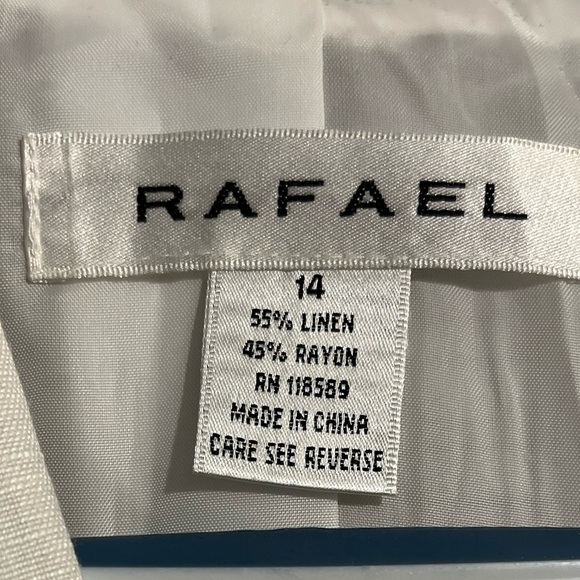 RAFAEL
14
55% LINEN
45% RAYON
RN 118589
MADE IN CHINA
CARE SEE REVERSE